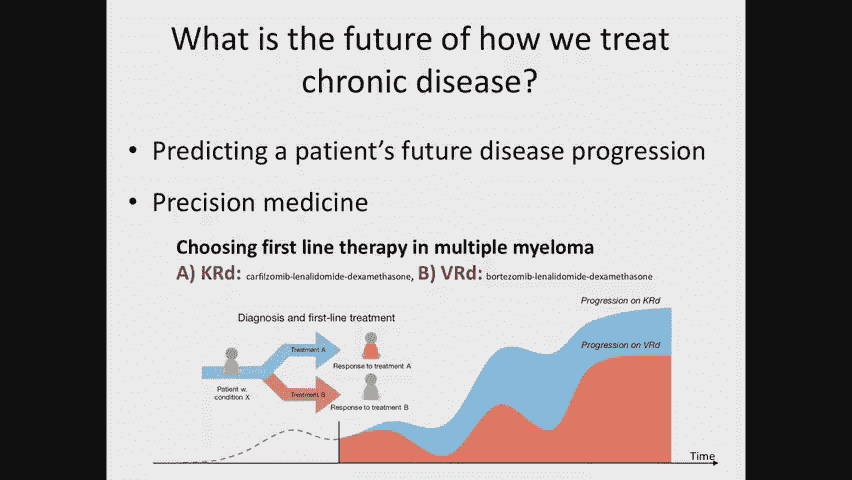 What is the future of how we treat
chronic disease?
• Predicting a patient's future disease progression
• Precision medicine
Choosing first line therapy in multiple myeloma
A) KRd: carfilzomib-lenalidomide-dexamethasone, B) VRd: bortezomib-lenalidomide-dexamethasone
Progression on KRd
Diagnosis and first-line treatment
Progression on VRd
Treatment A
Response to treatment A
Patient w.
condition X
Treatment B
Response to treatment B
Time